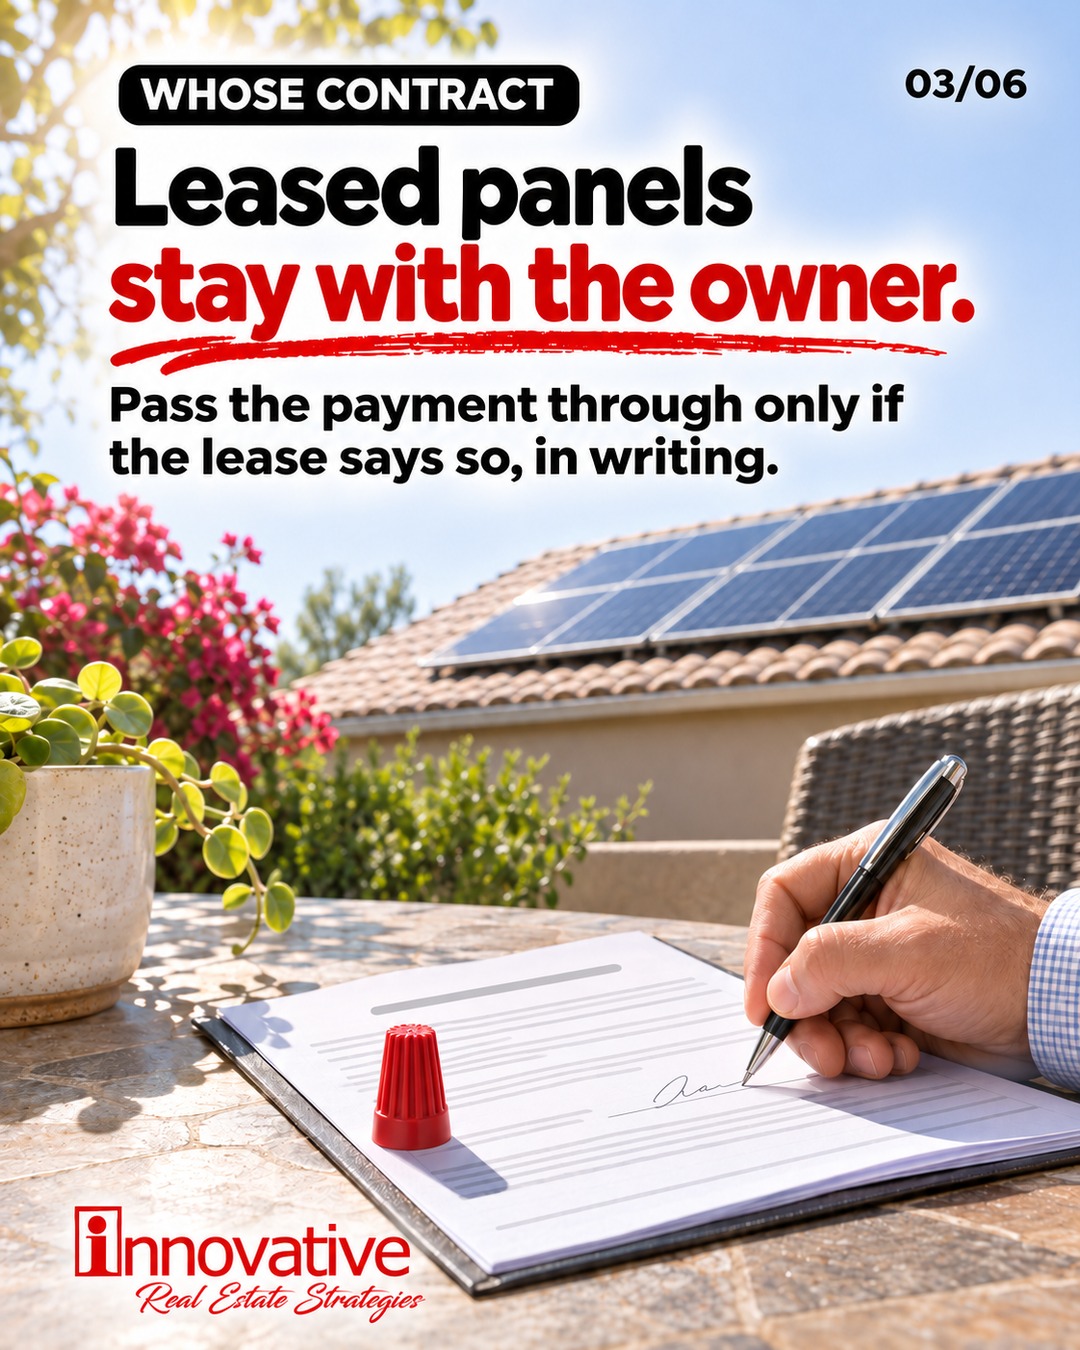 WHOSE CONTRACT
03/06
Leased panels
stay with the owner.
Pass the payment through only if
the lease says so, in writing.
innovative
Real Estate Strategies